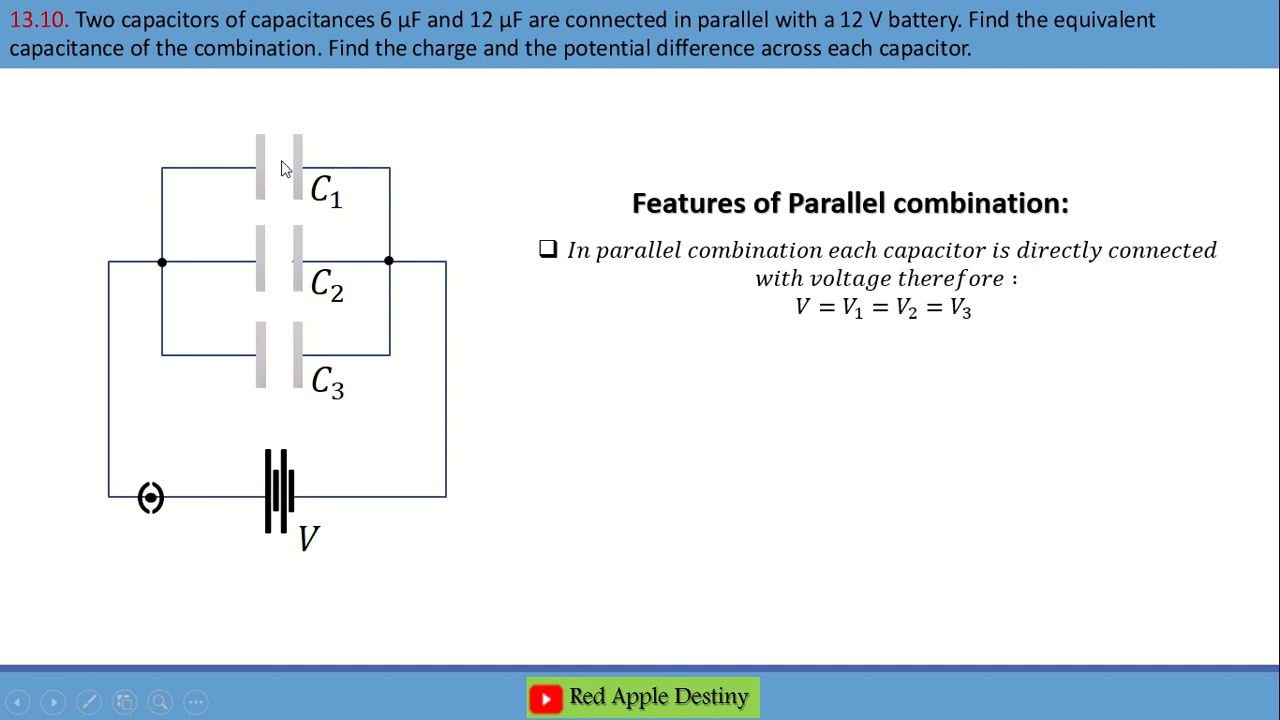 13.10. Two capacitors of capacitances 6 μF and 12 μF are connected in parallel with a 12 V battery. Find the equivalent
capacitance of the combination. Find the charge and the potential difference across each capacitor.
C₁
C₂
C₃
V
Features of Parallel combination:
❑ In parallel combination each capacitor is directly connected
with voltage therefore :
V = V₁ = V₂ = V₃
Red Apple Destiny